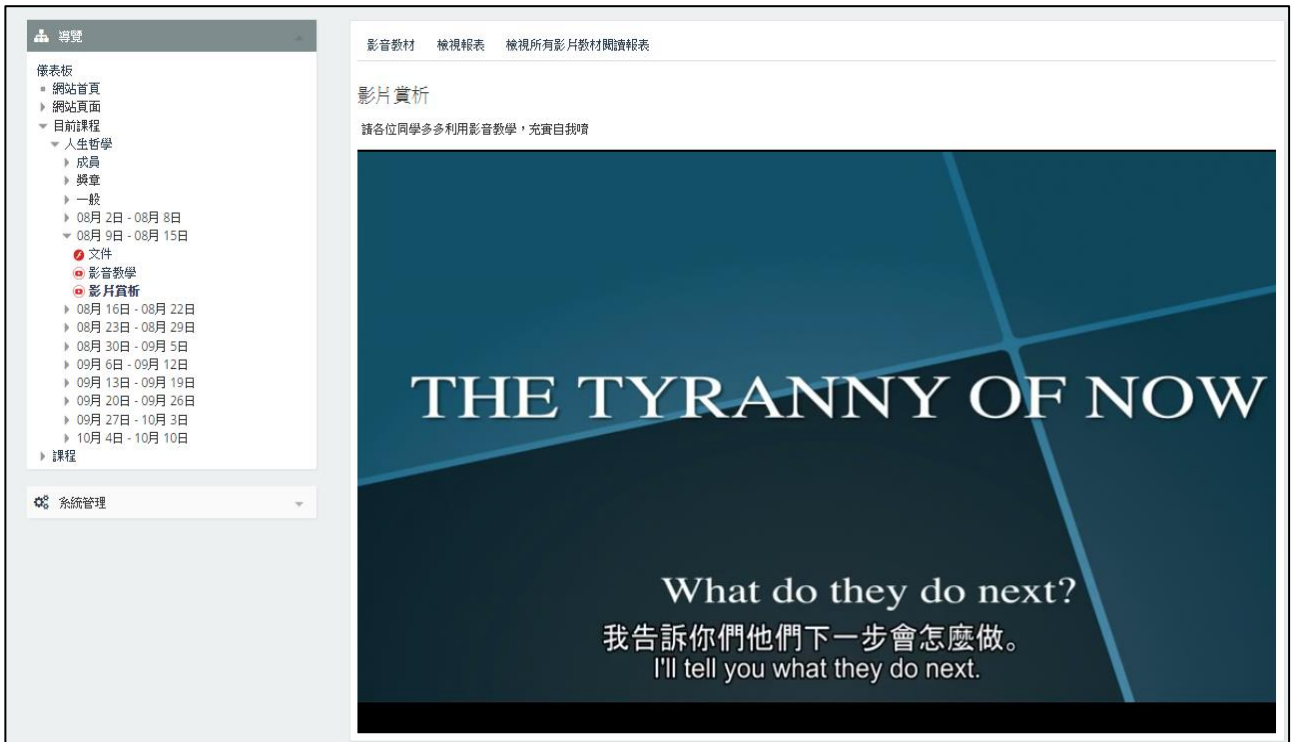 導覽
儀表板
網站首頁
網站頁面
目前課程
人生哲學
成員
獎章
一般
08月 2日 - 08月 8日
08月 9日 - 08月 15日
文件
影音教學
影片賞析
08月 16日 - 08月 22日
08月 23日 - 08月 29日
08月 30日 - 09月 5日
09月 6日 - 09月 12日
09月 13日 - 09月 19日
09月 20日 - 09月 26日
09月 27日 - 10月 3日
10月 4日 - 10月 10日
課程
系統管理
影音教材 檢視報表 檢視所有影片教材閱讀報表
影片賞析
請各位同學多多利用影音教學，充實自我唷
THE TYRANNY OF NOW
What do they do next?
我告訴你們他們下一步會怎麼做。
I'll tell you what they do next.